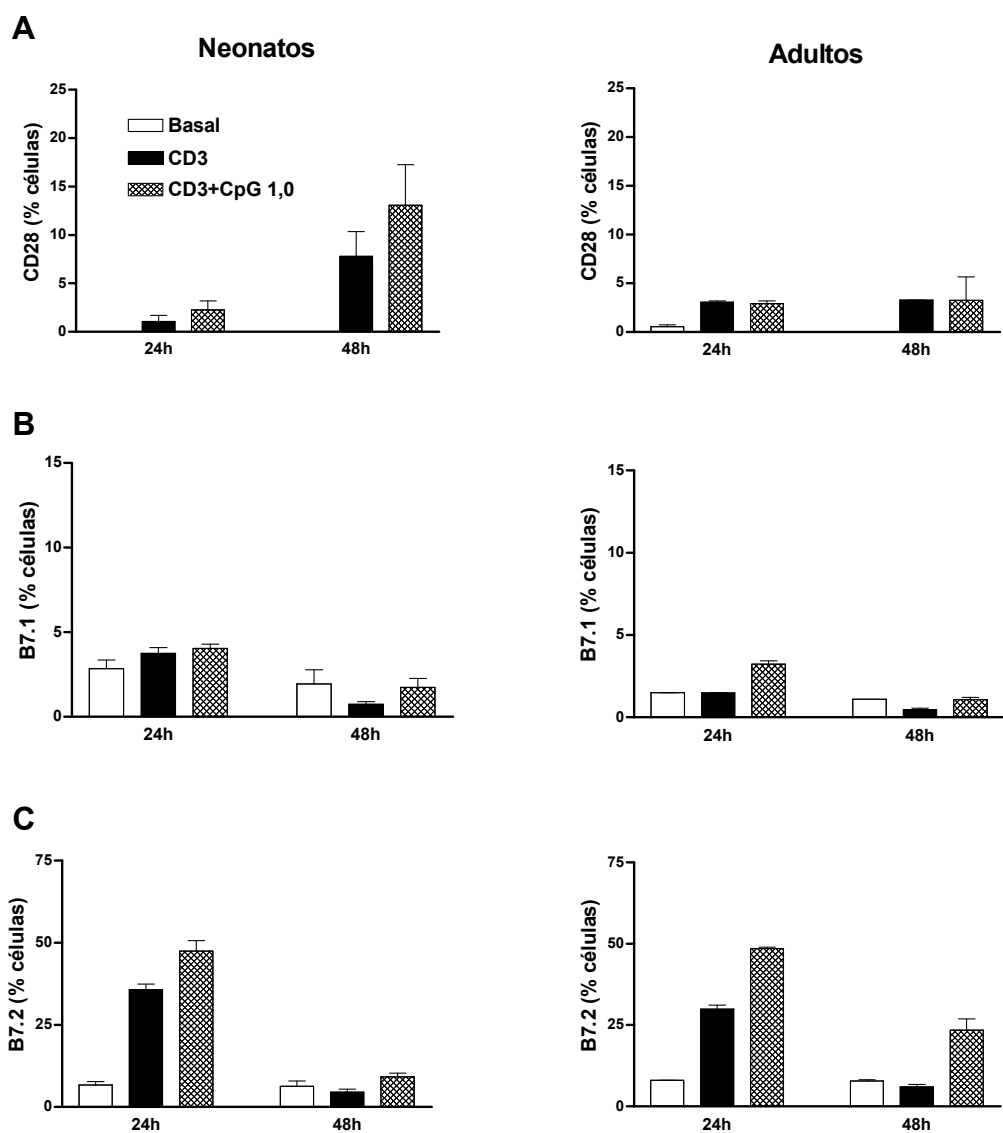 A
Neonatos
Adultos
CD28 (% células)
25
20
15
10
5
0
Basal
CD3
CD3+CpG 1,0
24h
48h
CD28 (% células)
25
20
15
10
5
0
24h
48h
B
B7.1 (% células)
15
10
5
0
24h
48h
B7.1 (% células)
15
10
5
0
24h
48h
C
B7.2 (% células)
75
50
25
0
24h
48h
B7.2 (% células)
75
50
25
0
24h
48h